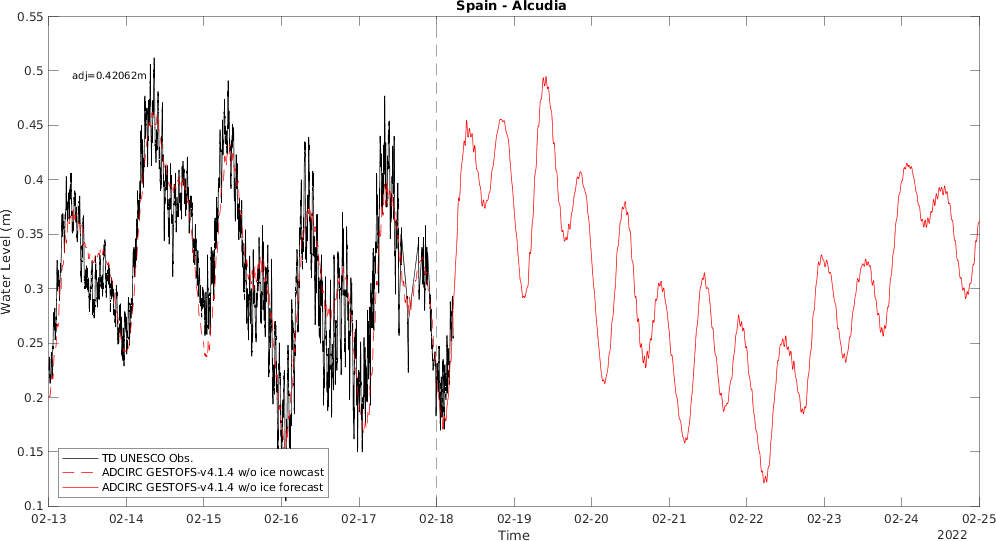 Spain - Alcudia
adj=0.42062m
Water Level (m)
0.55
0.5
0.45
0.4
0.35
0.3
0.25
0.2
0.15
0.1
TD UNESCO Obs.
ADCIRC GESTOFS-v4.1.4 w/o ice nowcast
ADCIRC GESTOFS-v4.1.4 w/o ice forecast
02-13 02-14 02-15 02-16 02-17 02-18 02-19 02-20 02-21 02-22 02-23 02-24 02-25
Time
2022